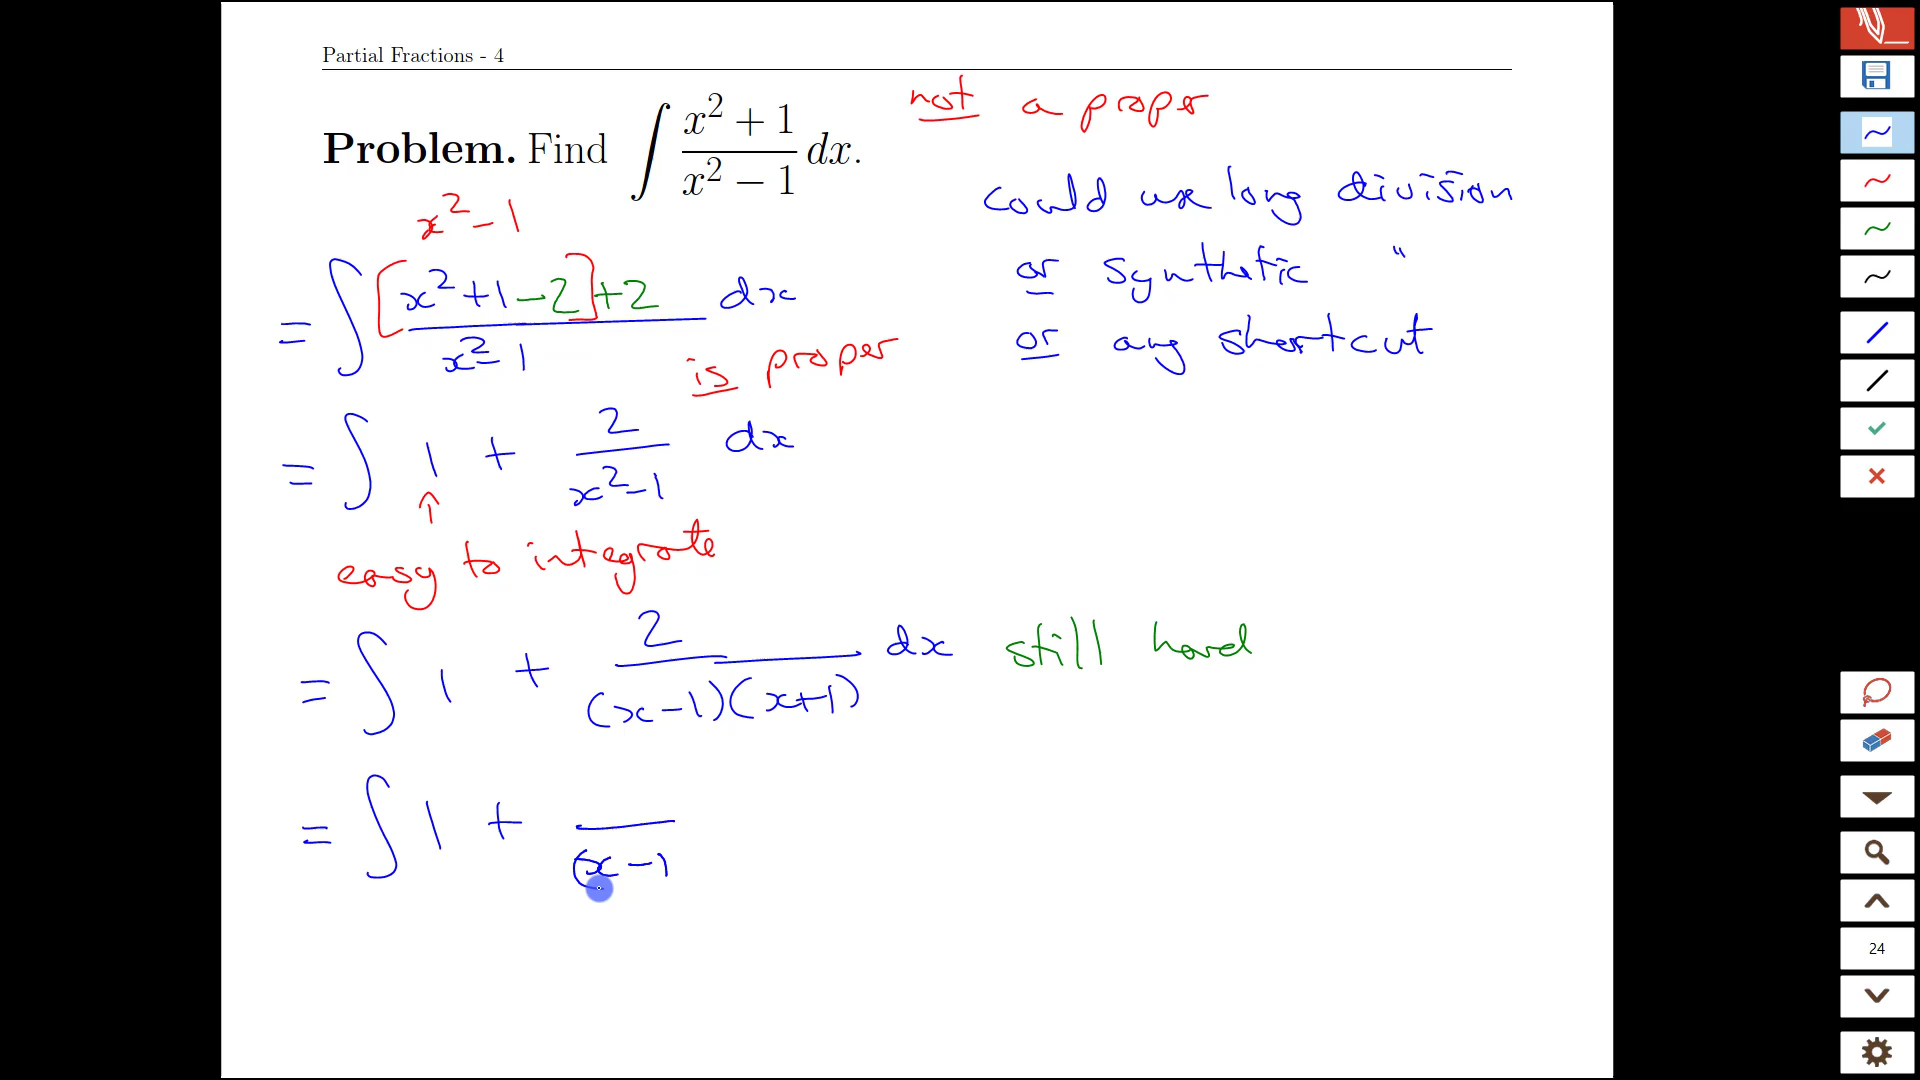 Partial Fractions - 4
not a proper
Problem. Find ∫ (x² + 1)/(x² − 1) dx.
could use long division
x² − 1
or synthetic "
= ∫ ([x² + 1 − 2] + 2)/(x² − 1) dx
or any shortcut
is proper
= ∫ 1 + 2/(x² − 1) dx
↑
easy to integrate
= ∫ 1 + 2/((x − 1)(x + 1)) dx still hard
= ∫ 1 + /(x − 1
24